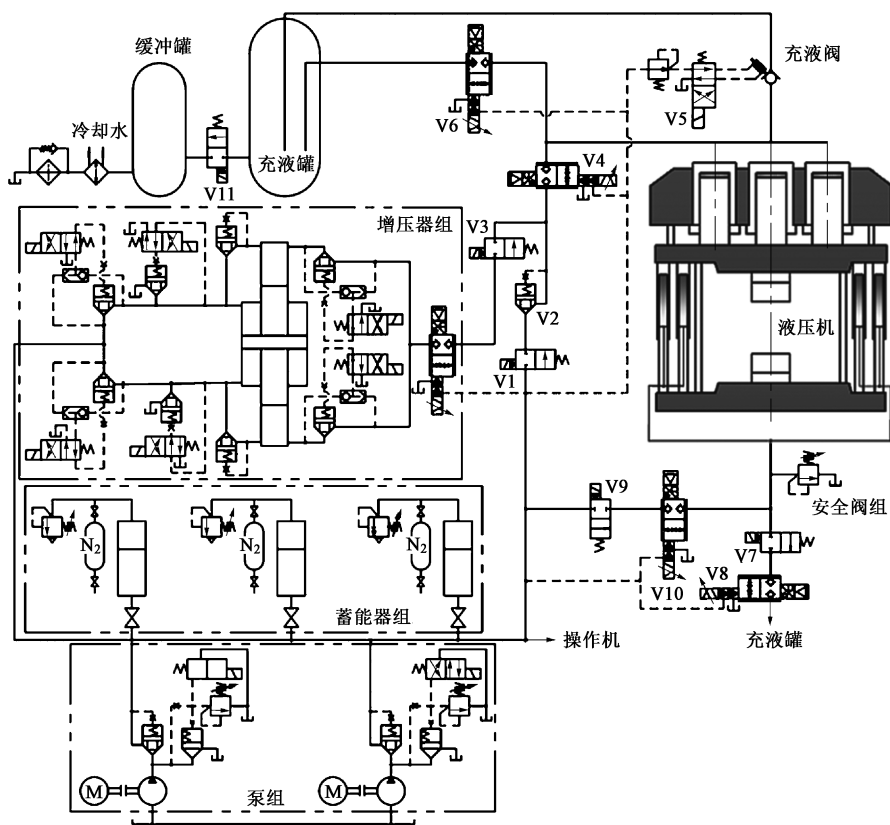 缓冲罐
冷却水
充液罐
V11
V6
充液阀
V5
V4
增压器组
V3
V2
V1
液压机
V9
安全阀组
V7
V10
V8
充液罐
N₂
N₂
N₂
蓄能器组
操作机
M
M
泵组